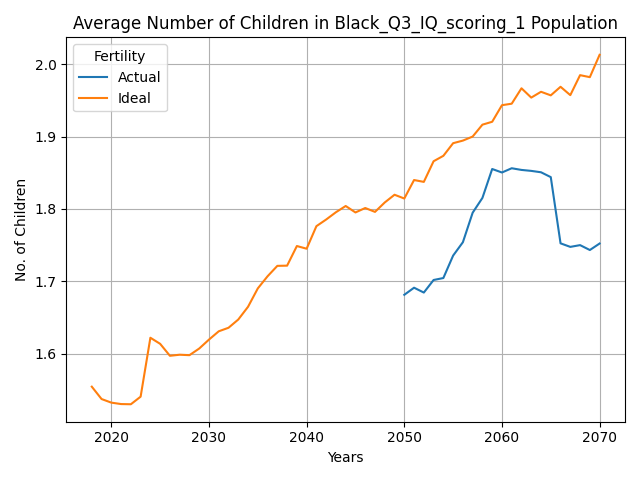 Average Number of Children in Black_Q3_IQ_scoring_1 Population
Fertility
Actual
Ideal
No. of Children
2.0
1.9
1.8
1.7
1.6
2020 2030 2040 2050 2060 2070
Years